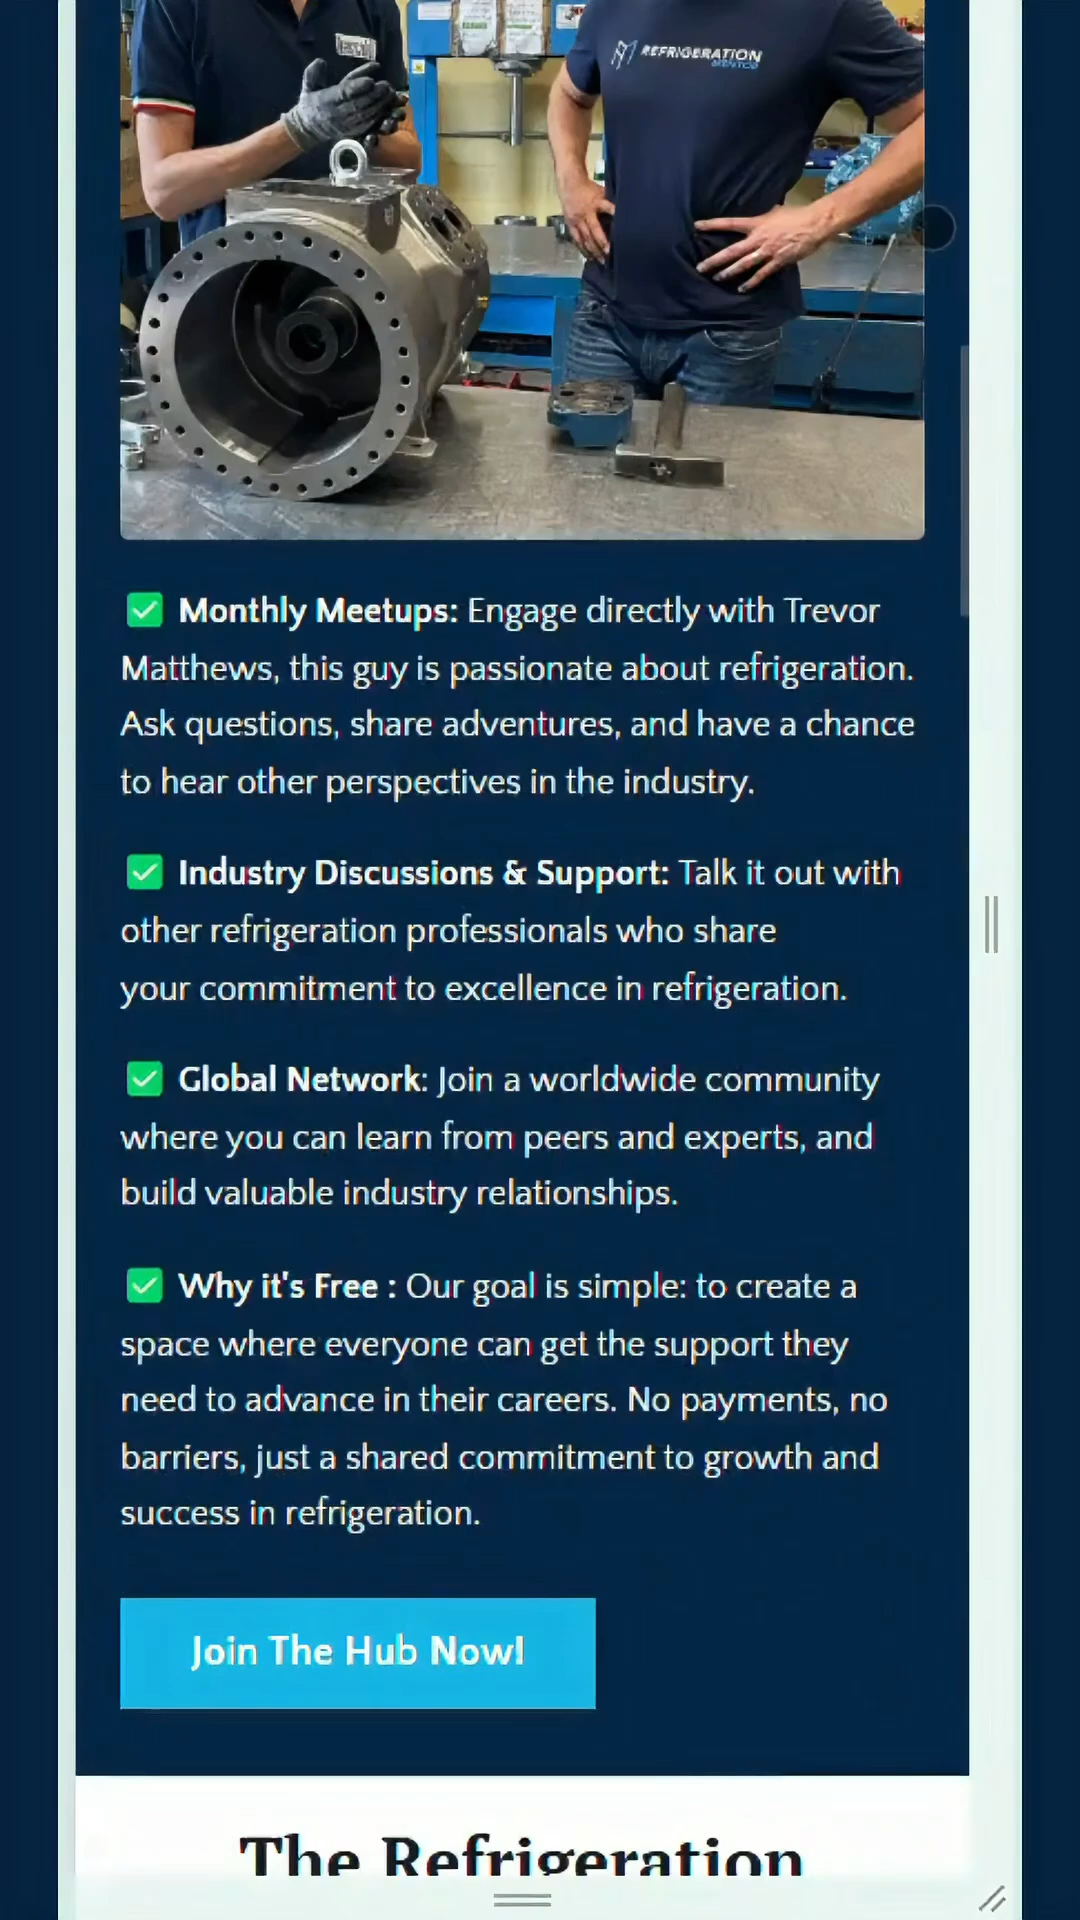 REFRIGERATION
MENTOR
Monthly Meetups: Engage directly with Trevor
Matthews, this guy is passionate about refrigeration.
Ask questions, share adventures, and have a chance
to hear other perspectives in the industry.
Industry Discussions & Support: Talk it out with
other refrigeration professionals who share
your commitment to excellence in refrigeration.
Global Network: Join a worldwide community
where you can learn from peers and experts, and
build valuable industry relationships.
Why it's Free : Our goal is simple: to create a
space where everyone can get the support they
need to advance in their careers. No payments, no
barriers, just a shared commitment to growth and
success in refrigeration.
Join The Hub Now!
The Refrigeration